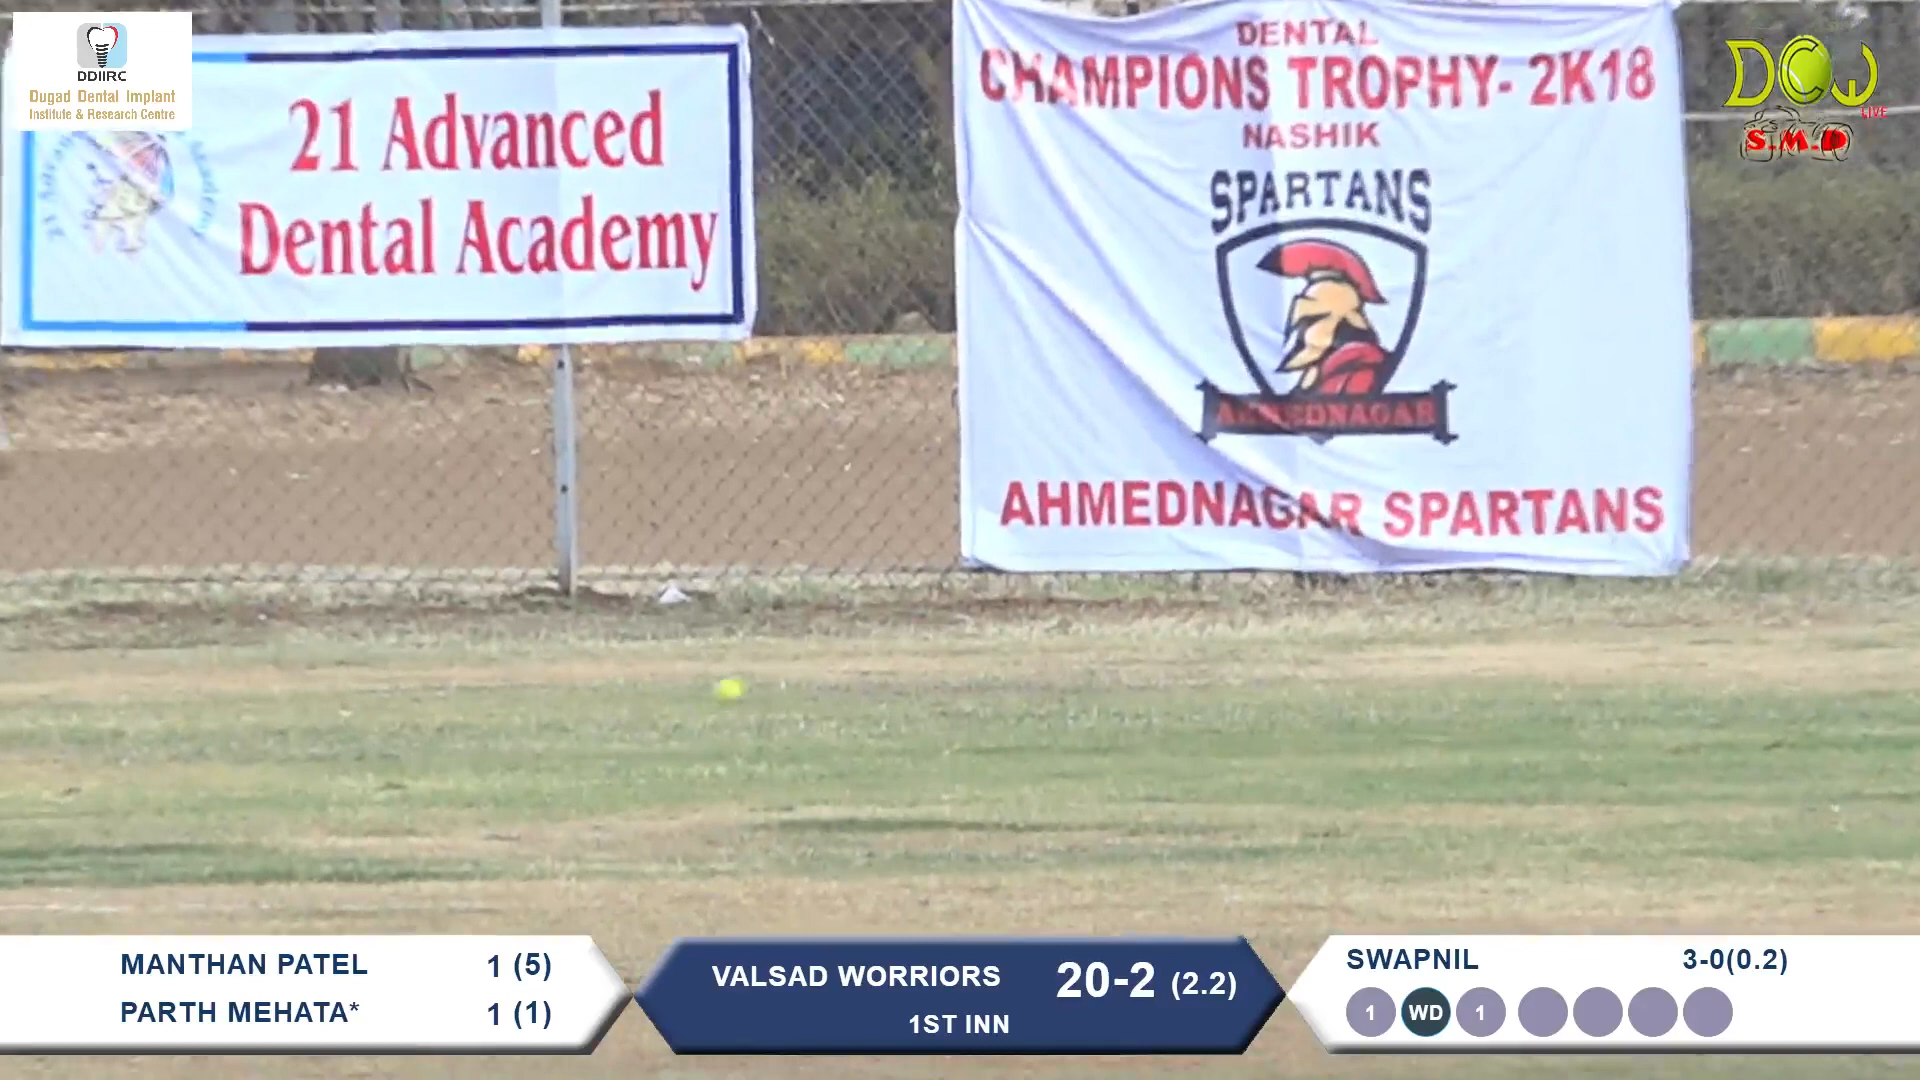 DDIIRC
Dugad Dental Implant
Institute & Research Centre
21 Advanced
Dental Academy
DENTAL
CHAMPIONS TROPHY- 2K18
NASHIK
SPARTANS
AHMEDNAGAR
AHMEDNAGAR SPARTANS
DCW
LIVE
S.M.D
MANTHAN PATEL 1 (5)
PARTH MEHATA* 1 (1)
VALSAD WORRIORS 20-2 (2.2)
1ST INN
SWAPNIL 3-0(0.2)
1 WD 1